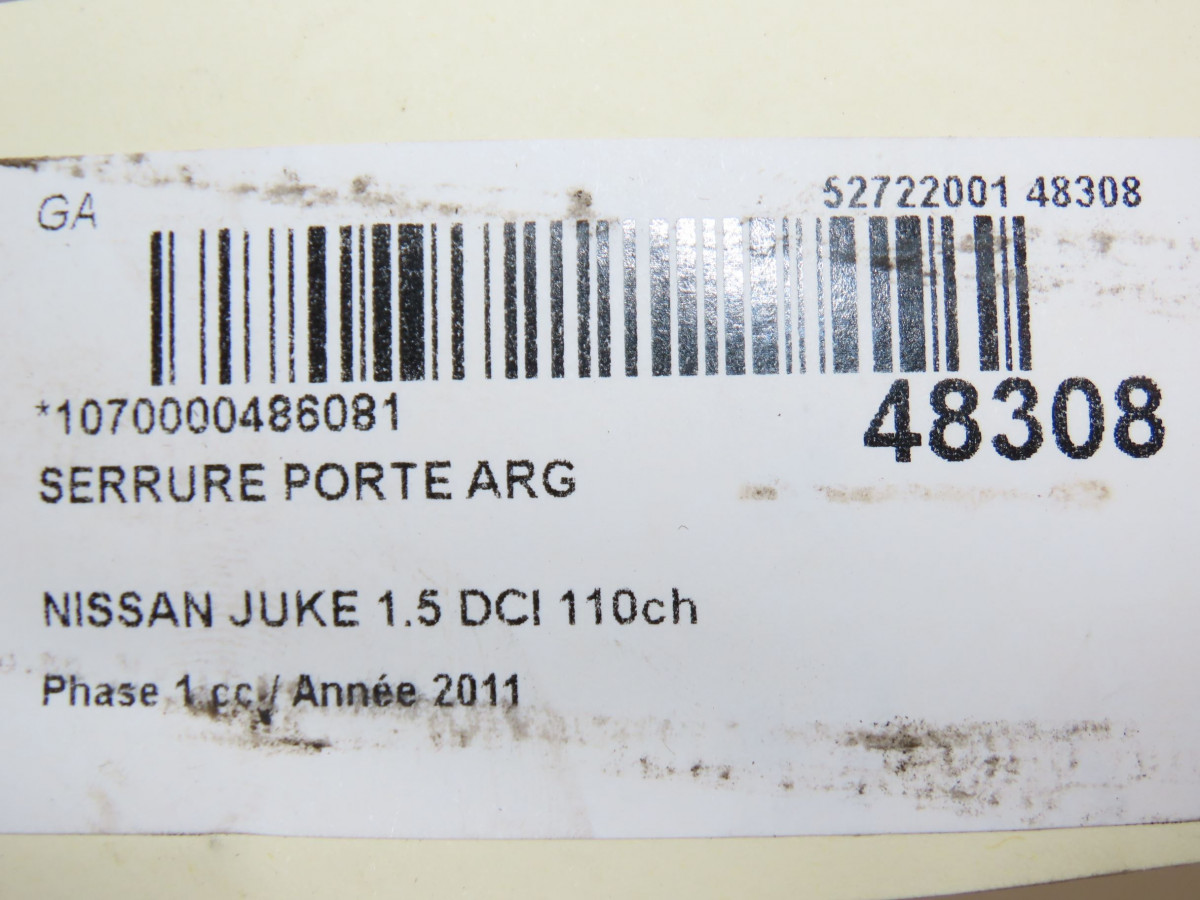 GA
52722001 48308
*1070000486081
48308
SERRURE PORTE ARG
NISSAN JUKE 1.5 DCI 110ch
Phase 1 cc / Année 2011